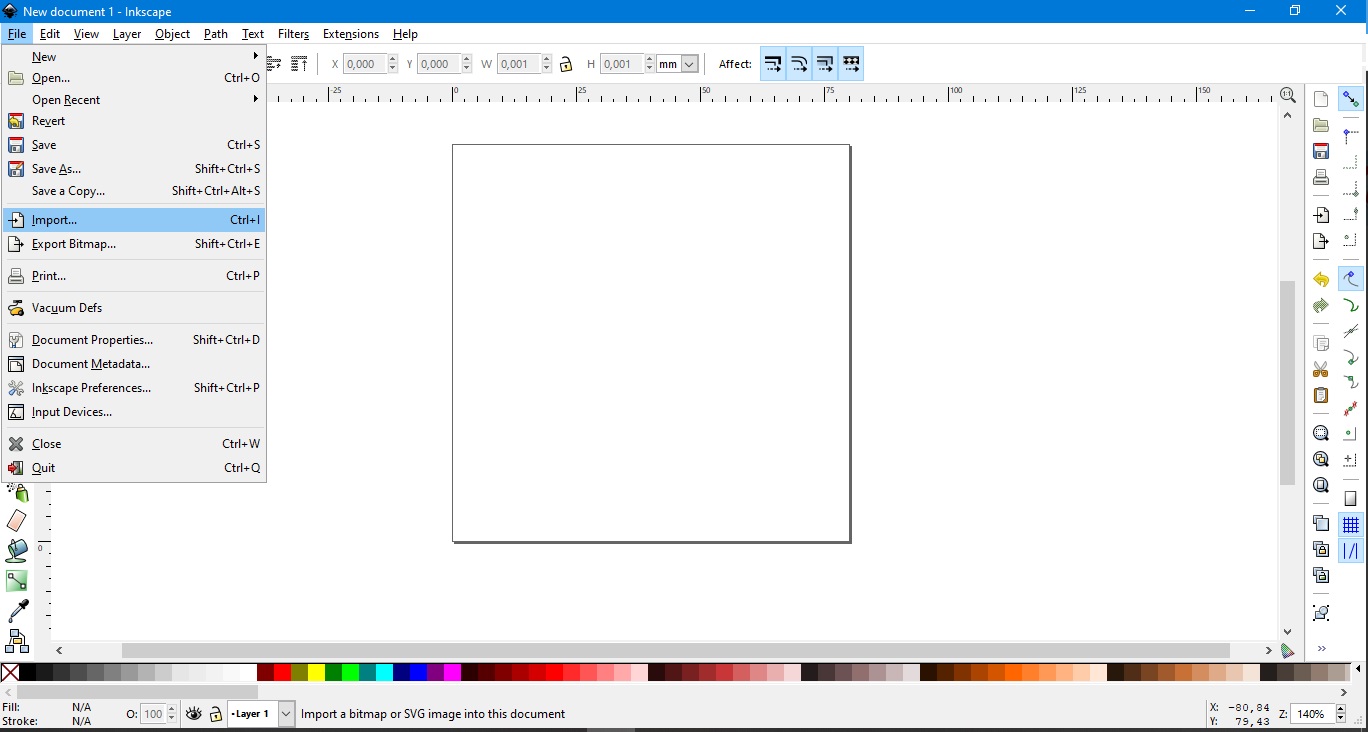 New document 1 - Inkscape
File Edit View Layer Object Path Text Filters Extensions Help
X 0,000 Y 0,000 W 0,001 H 0,001 mm Affect:
New
Open... Ctrl+O
Open Recent
Revert
Save Ctrl+S
Save As... Shift+Ctrl+S
Save a Copy... Shift+Ctrl+Alt+S
Import... Ctrl+I
Export Bitmap... Shift+Ctrl+E
Print... Ctrl+P
Vacuum Defs
Document Properties... Shift+Ctrl+D
Document Metadata...
Inkscape Preferences... Shift+Ctrl+P
Input Devices...
Close Ctrl+W
Quit Ctrl+Q
-25 0 25 50 75 100 125 150
1:1
0
Fill: N/A
Stroke: N/A
O: 100
•Layer 1
Import a bitmap or SVG image into this document
X: -80,84
Y: 79,43
Z: 140%